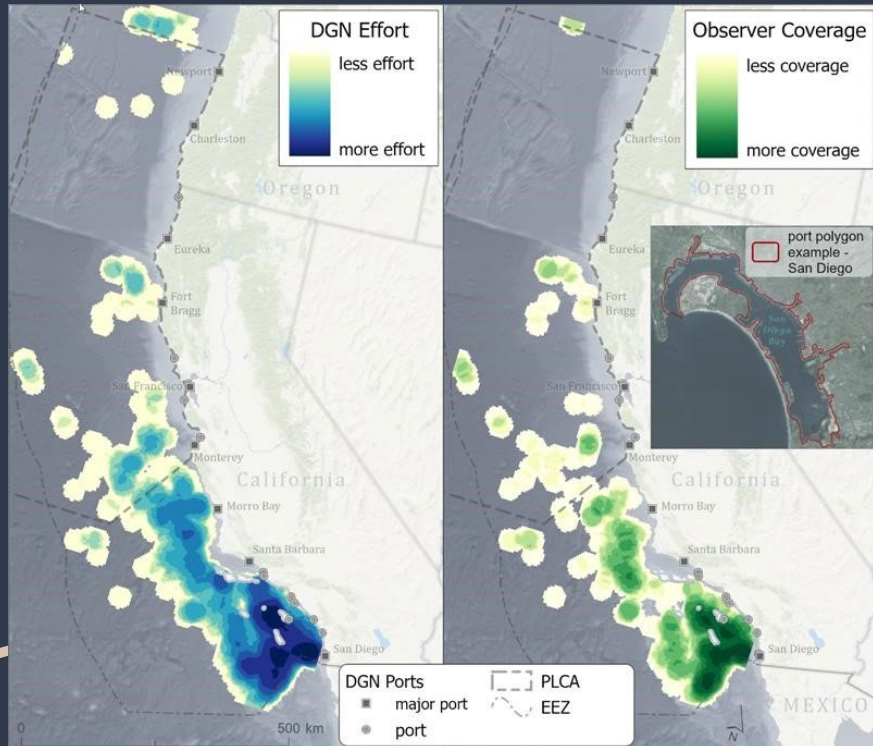 DGN Effort
less effort
more effort
Newport
Charleston
Oregon
Eureka
Fort
Bragg
San Francisco
Monterey
California
Morro Bay
Santa Barbara
San Diego
0
500 km
Observer Coverage
less coverage
more coverage
Newport
Charleston
Oregon
Eureka
port polygon
example -
San Diego
San
Diego
Bay
Fort
Bragg
San Francisco
Monterey
California
Morro Bay
Santa Barbara
San Diego
MEXICO
N
DGN Ports
major port
port
PLCA
EEZ